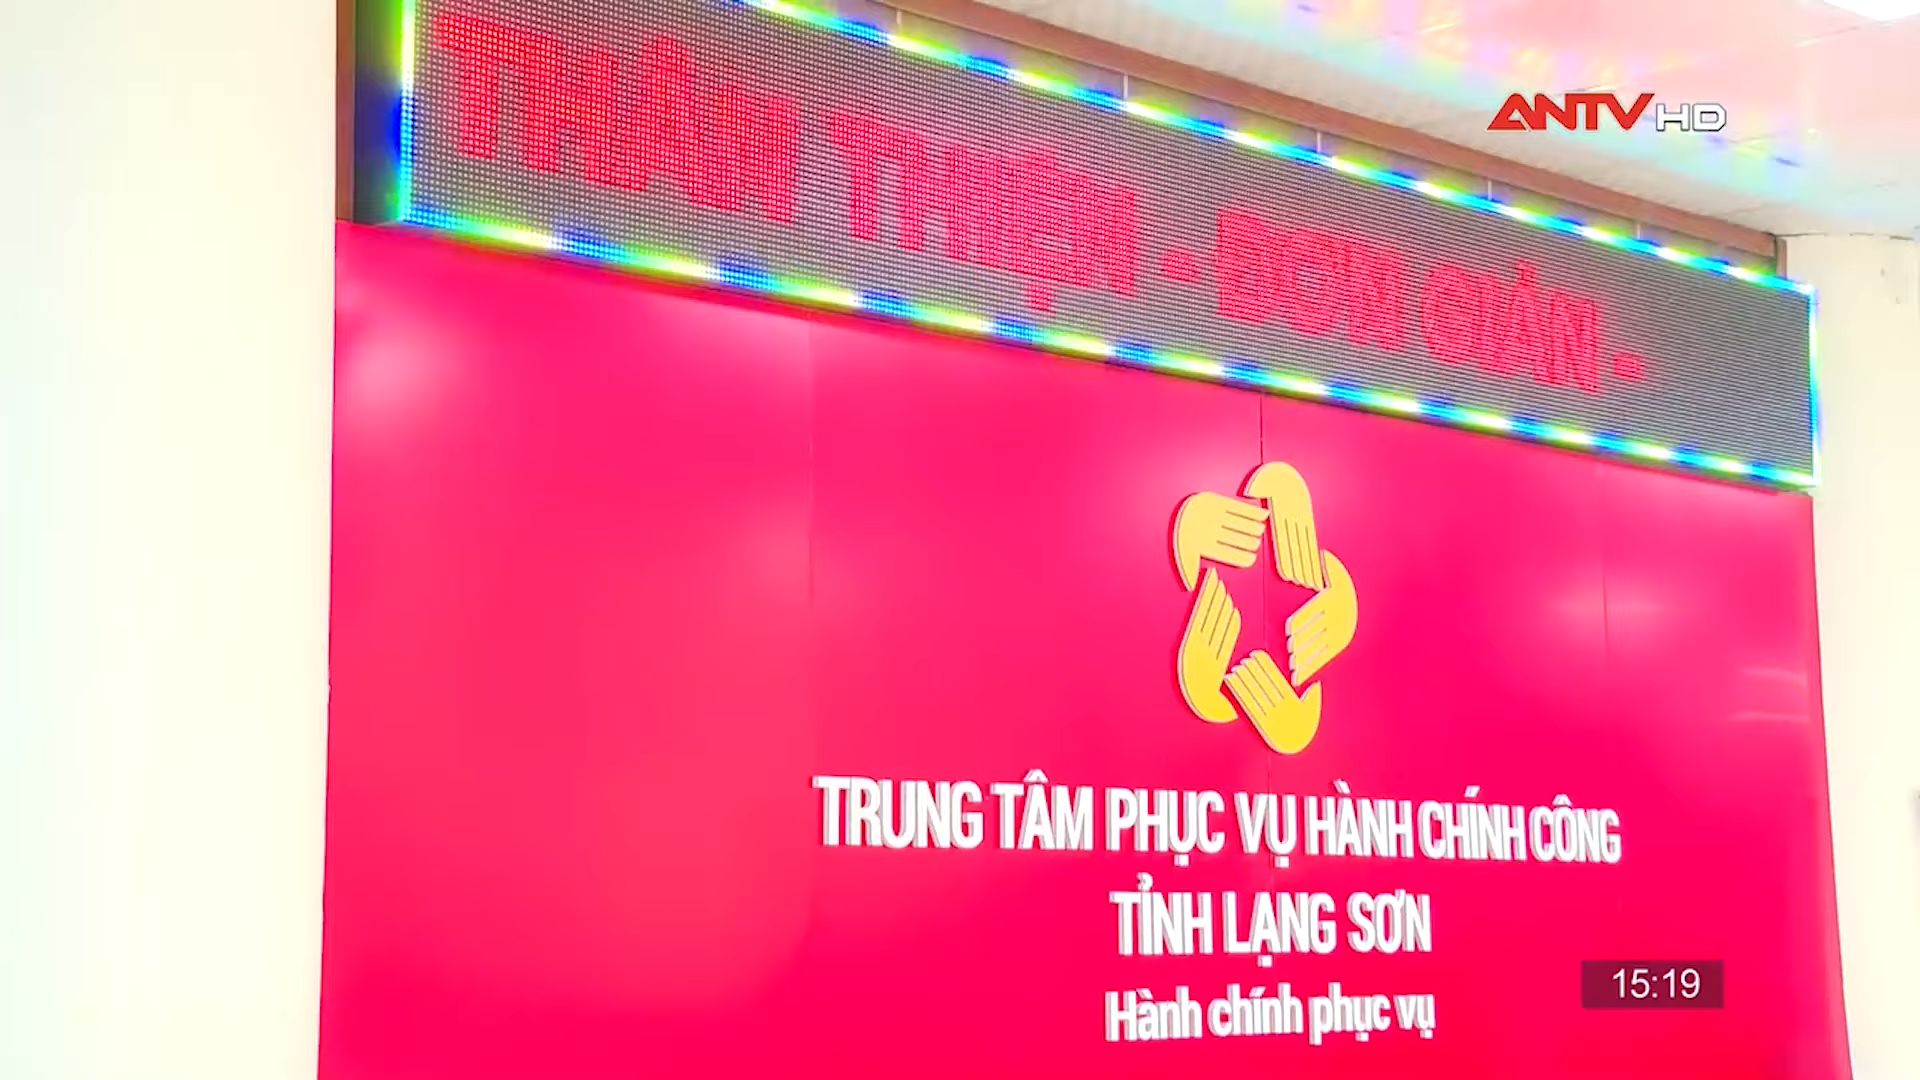 THÂN THIỆN - ĐƠN GIẢN -
ANTV HD
TRUNG TÂM PHỤC VỤ HÀNH CHÍNH CÔNG
TỈNH LẠNG SƠN
Hành chính phục vụ
15:19